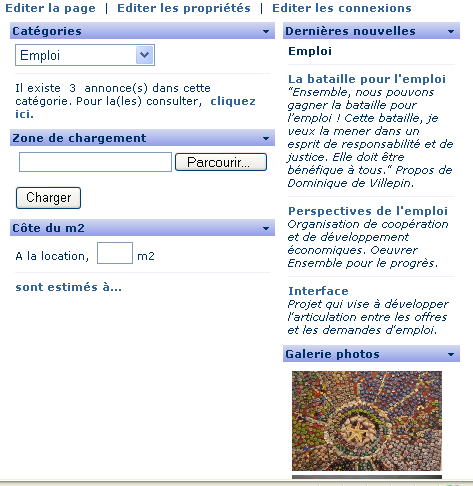 Editer la page | Editer les propriétés | Editer les connexions
Catégories
Emploi
Il existe 3 annonce(s) dans cette
catégorie. Pour la(les) consulter, cliquez
ici.
Zone de chargement
Parcourir...
Charger
Côte du m2
A la location, m2
sont estimés à...
Dernières nouvelles
Emploi
La bataille pour l'emploi
"Ensemble, nous pouvons
gagner la bataille pour
l'emploi ! Cette bataille, je
veux la mener dans un
esprit de responsabilité et de
justice. Elle doit être
bénéfique à tous." Propos de
Dominique de Villepin.
Perspectives de l'emploi
Organisation de coopération
et de développement
économiques. Oeuvrer
Ensemble pour le progrès.
Interface
Projet qui vise à développer
l'articulation entre les offres
et les demandes d'emploi.
Galerie photos